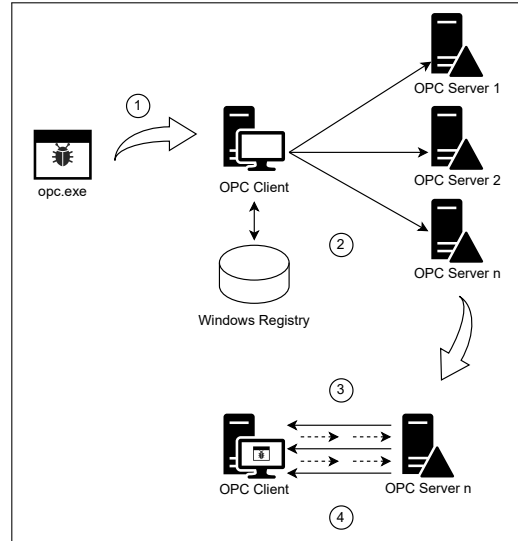 1
OPC Server 1
opc.exe
OPC Client
OPC Server 2
2
OPC Server n
Windows Registry
3
OPC Client
OPC Server n
4